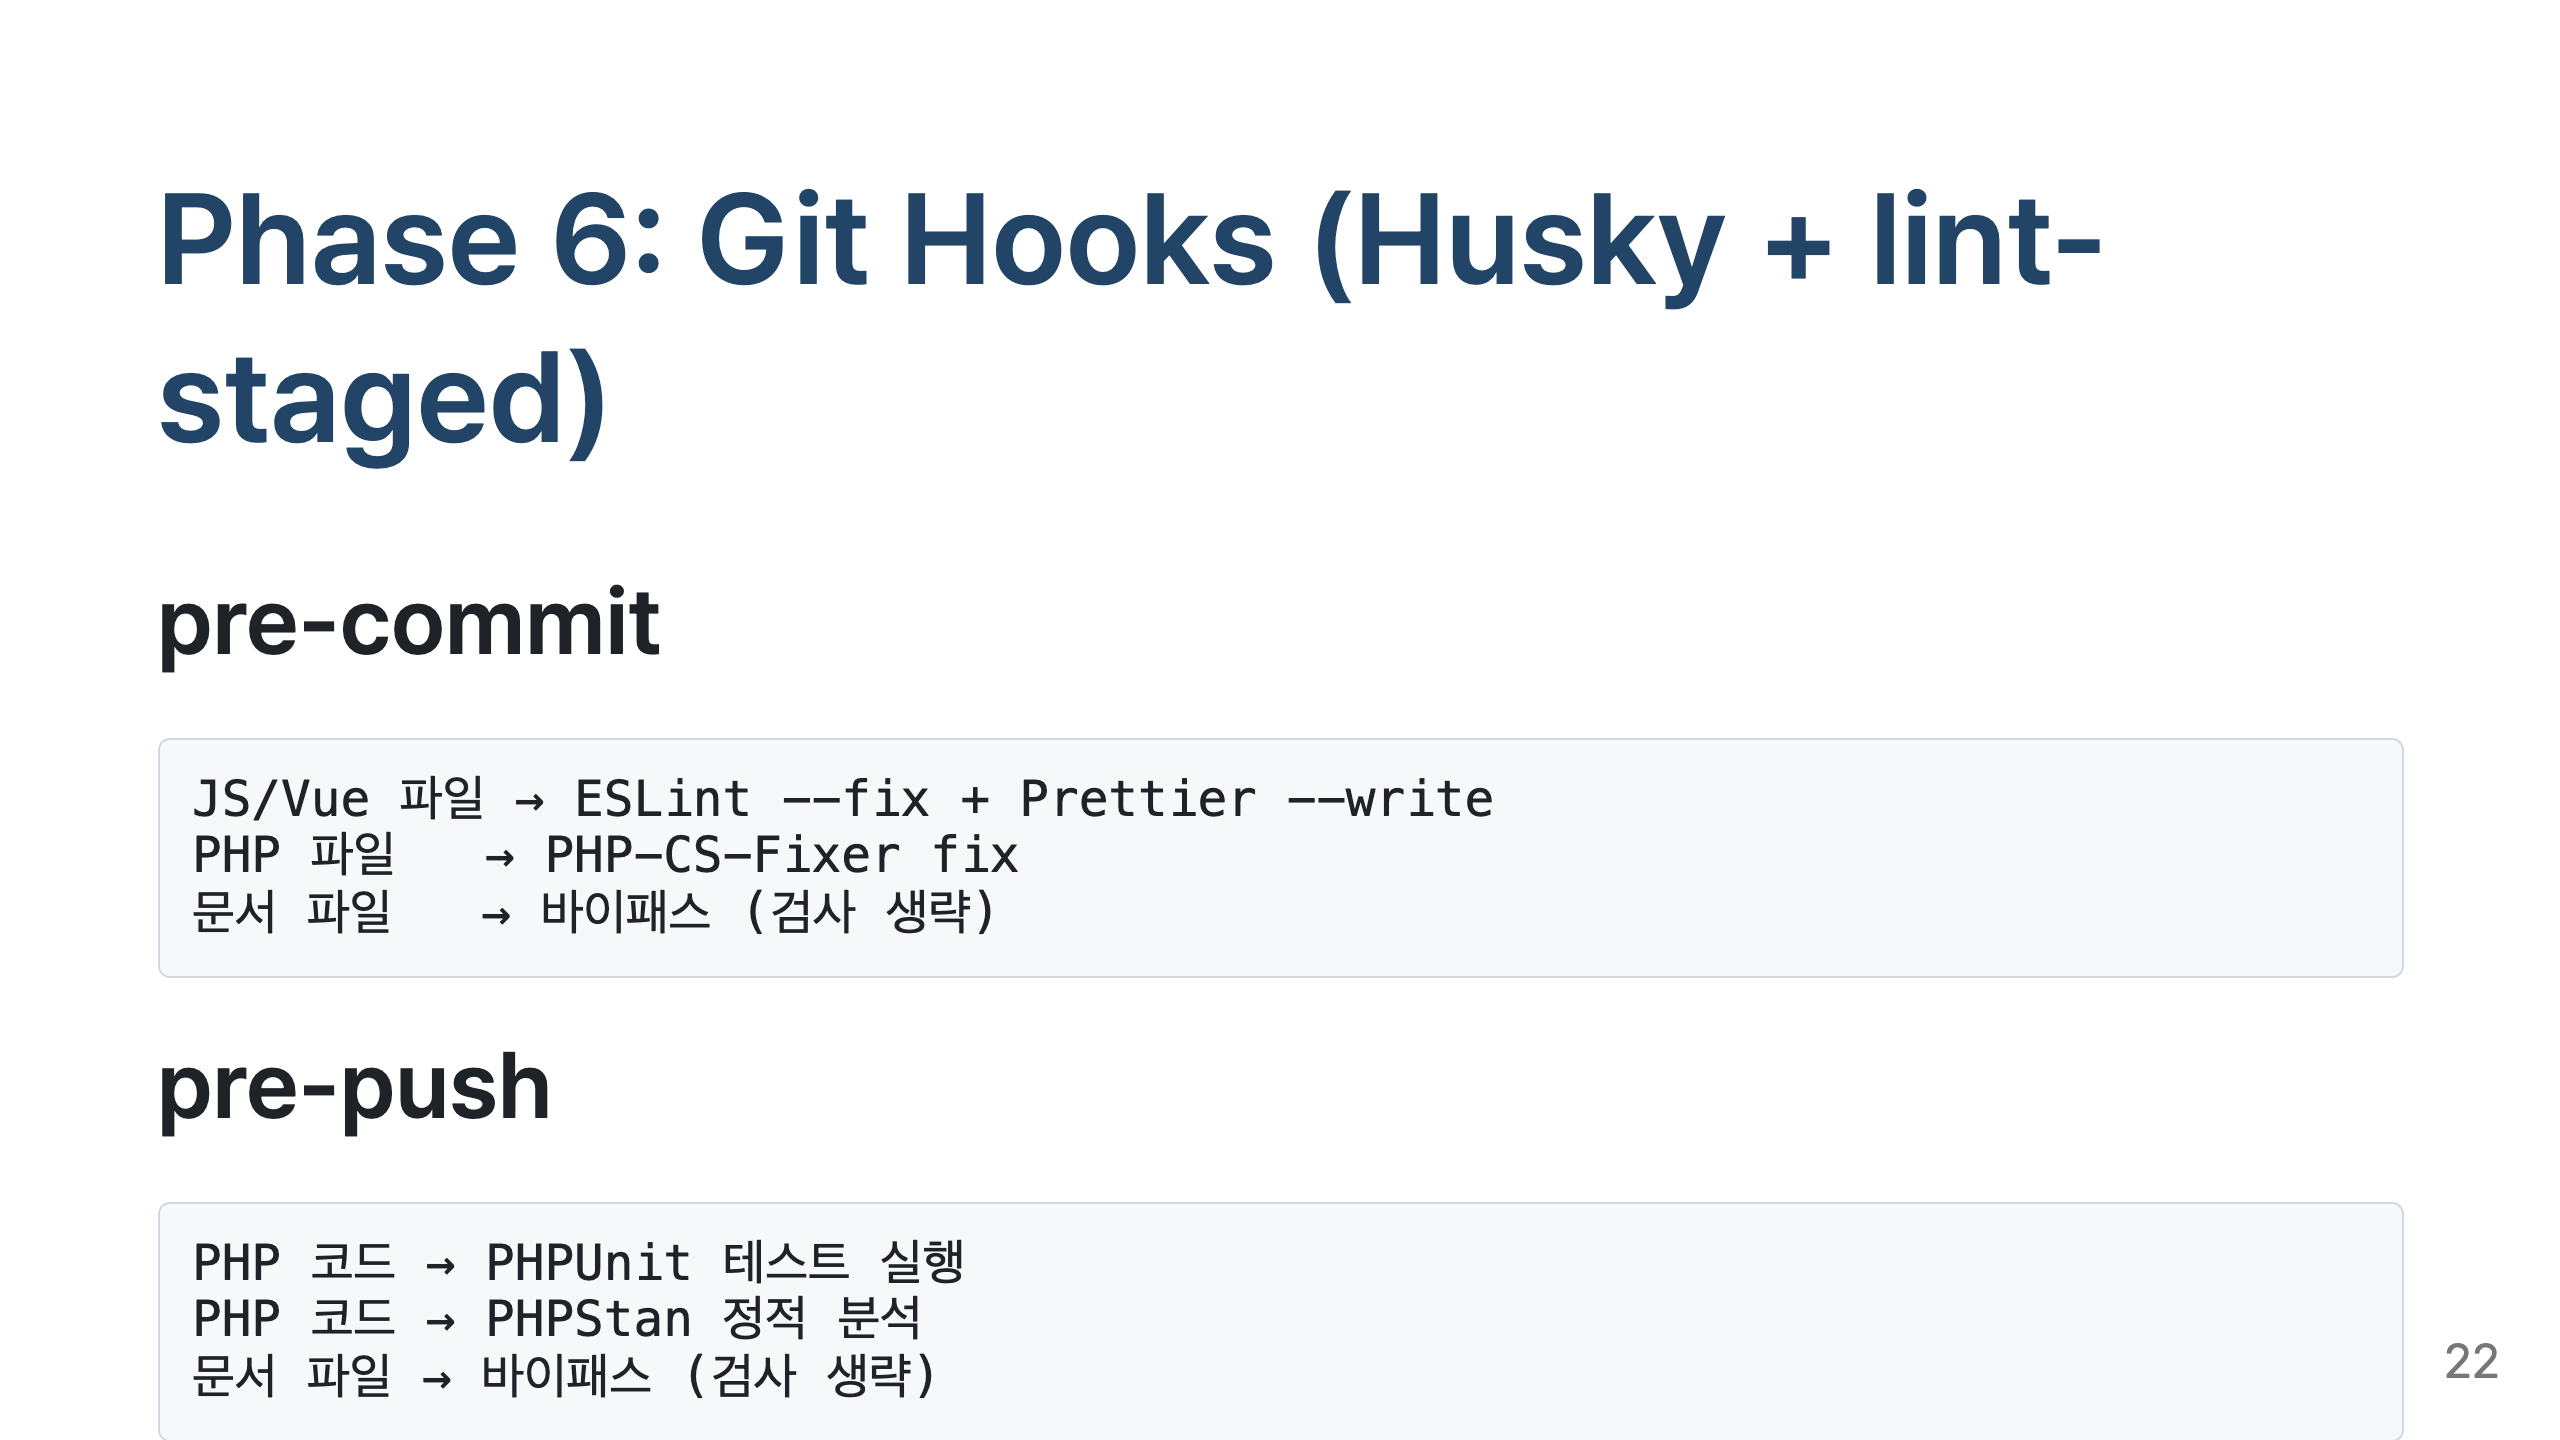 Phase 6: Git Hooks (Husky + lint-
staged)
pre-commit
JS/Vue 파일 → ESLint --fix + Prettier --write
PHP 파일   → PHP-CS-Fixer fix
문서 파일   → 바이패스 (검사 생략)
pre-push
PHP 코드 → PHPUnit 테스트 실행
PHP 코드 → PHPStan 정적 분석
문서 파일 → 바이패스 (검사 생략)
22